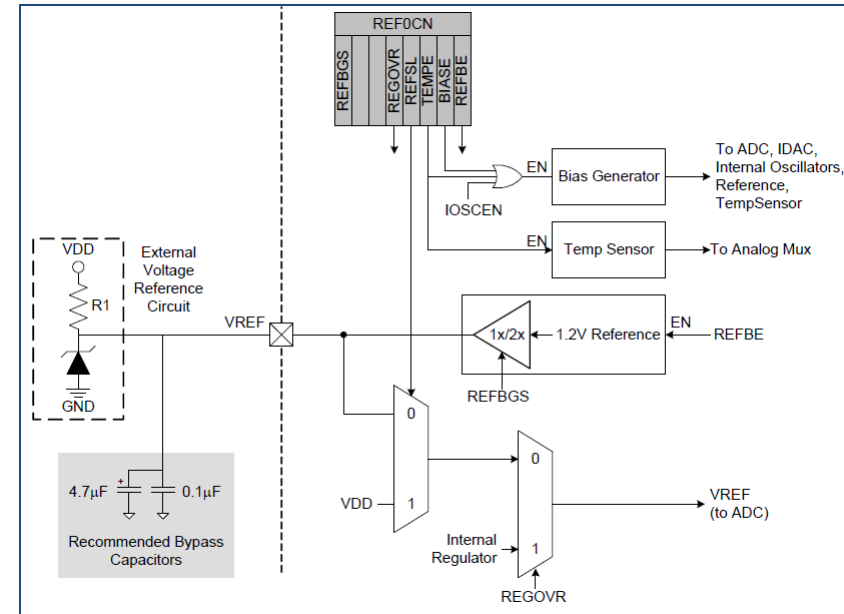 REF0CN
REFBGS
REGOVR
REFSL
TEMPE
BIASE
REFBE
EN
Bias Generator
To ADC, IDAC,
Internal Oscillators,
Reference,
TempSensor
IOSCEN
EN
Temp Sensor
To Analog Mux
VDD
R1
GND
External
Voltage
Reference
Circuit
VREF
1x/2x
1.2V Reference
EN
REFBE
REFBGS
0
1
VDD
0
1
Internal
Regulator
REGOVR
VREF
(to ADC)
+
4.7µF
0.1µF
Recommended Bypass
Capacitors